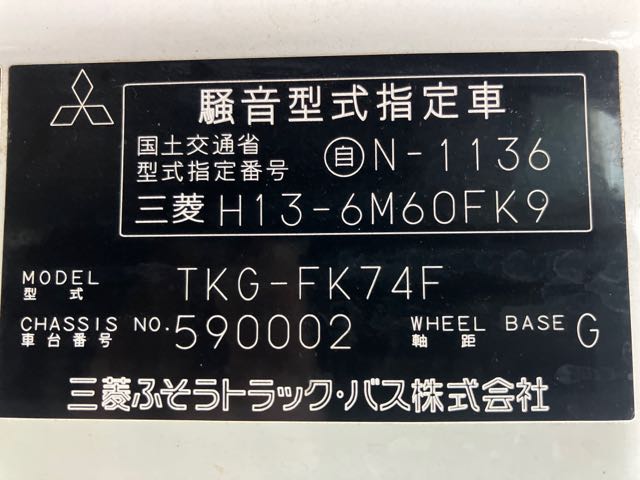 騒音型式指定車
国土交通省
型式指定番号 自N-1136
三菱 H13-6M60FK9
MODEL
型式 TKG-FK74F
CHASSIS NO. 590002 WHEEL BASE G
車台番号 軸距
三菱ふそうトラック・バス株式会社